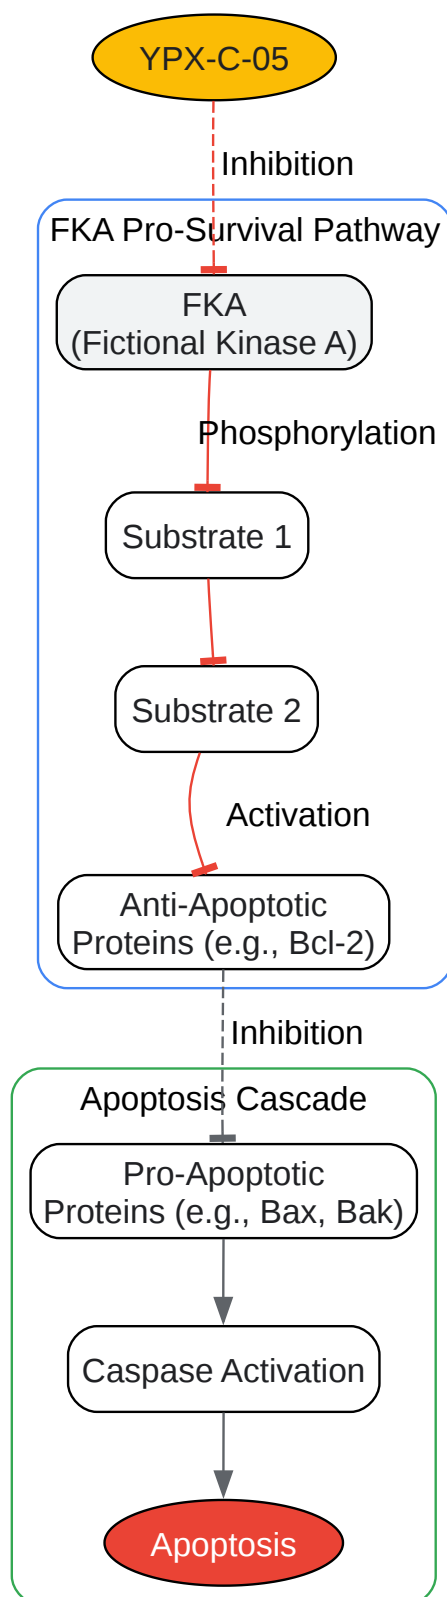 YPX-C-05
Inhibition
FKA Pro-Survival Pathway
FKA
(Fictional Kinase A)
Phosphorylation
Substrate 1
Substrate 2
Activation
Anti-Apoptotic
Proteins (e.g., Bcl-2)
Inhibition
Apoptosis Cascade
Pro-Apoptotic
Proteins (e.g., Bax, Bak)
Caspase Activation
Apoptosis